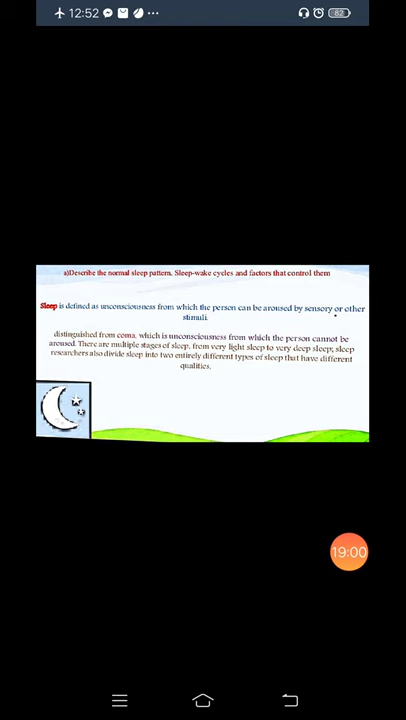 12:52
82
a)Describe the normal sleep pattern, Sleep-wake cycles and factors that control them
Sleep is defined as unconsciousness from which the person can be aroused by sensory or other
stimuli.
distinguished from coma, which is unconsciousness from which the person cannot be
aroused. There are multiple stages of sleep, from very light sleep to very deep sleep; sleep
researchers also divide sleep into two entirely different types of sleep that have different
qualities.
19:00